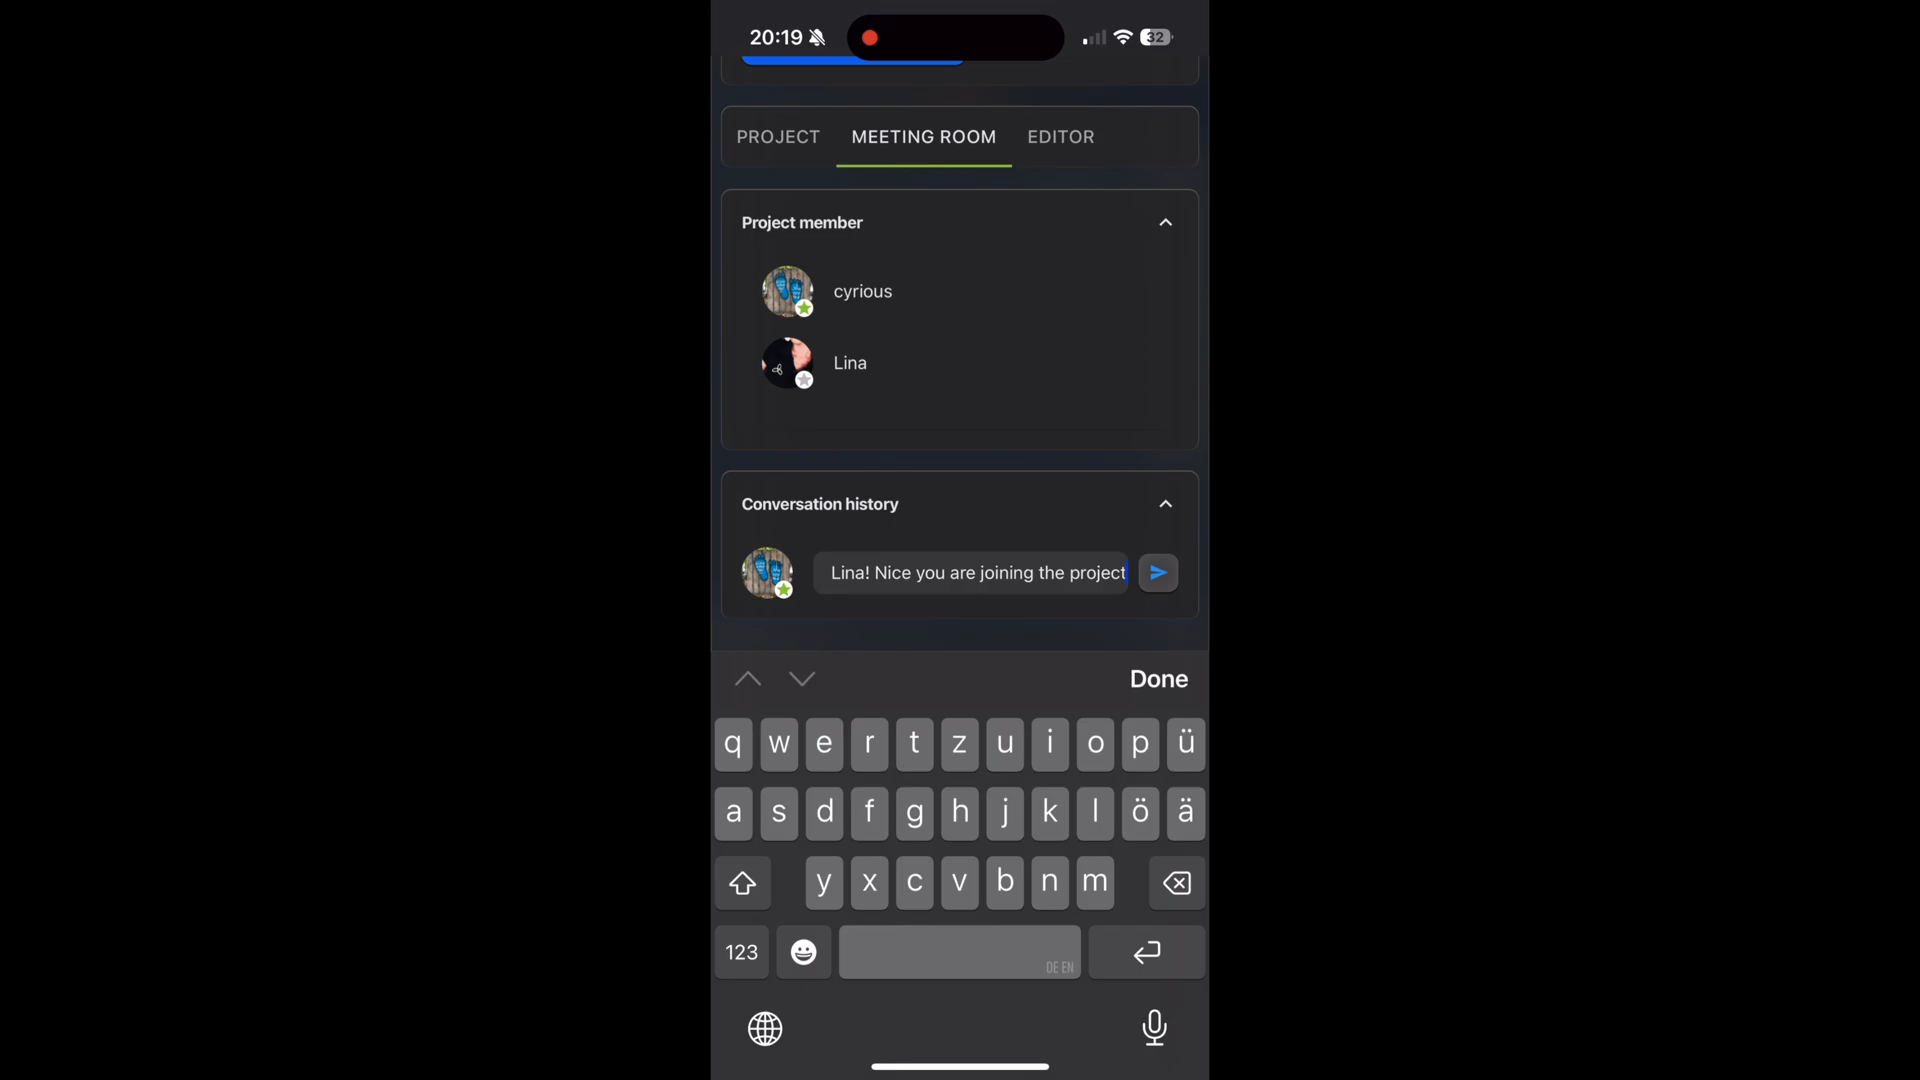 20:19 32
PROJECT MEETING ROOM EDITOR
Project member
cyrious
Lina
Conversation history
Lina! Nice you are joining the project
Done
q w e r t z u i o p ü
a s d f g h j k l ö ä
y x c v b n m
123 DE EN